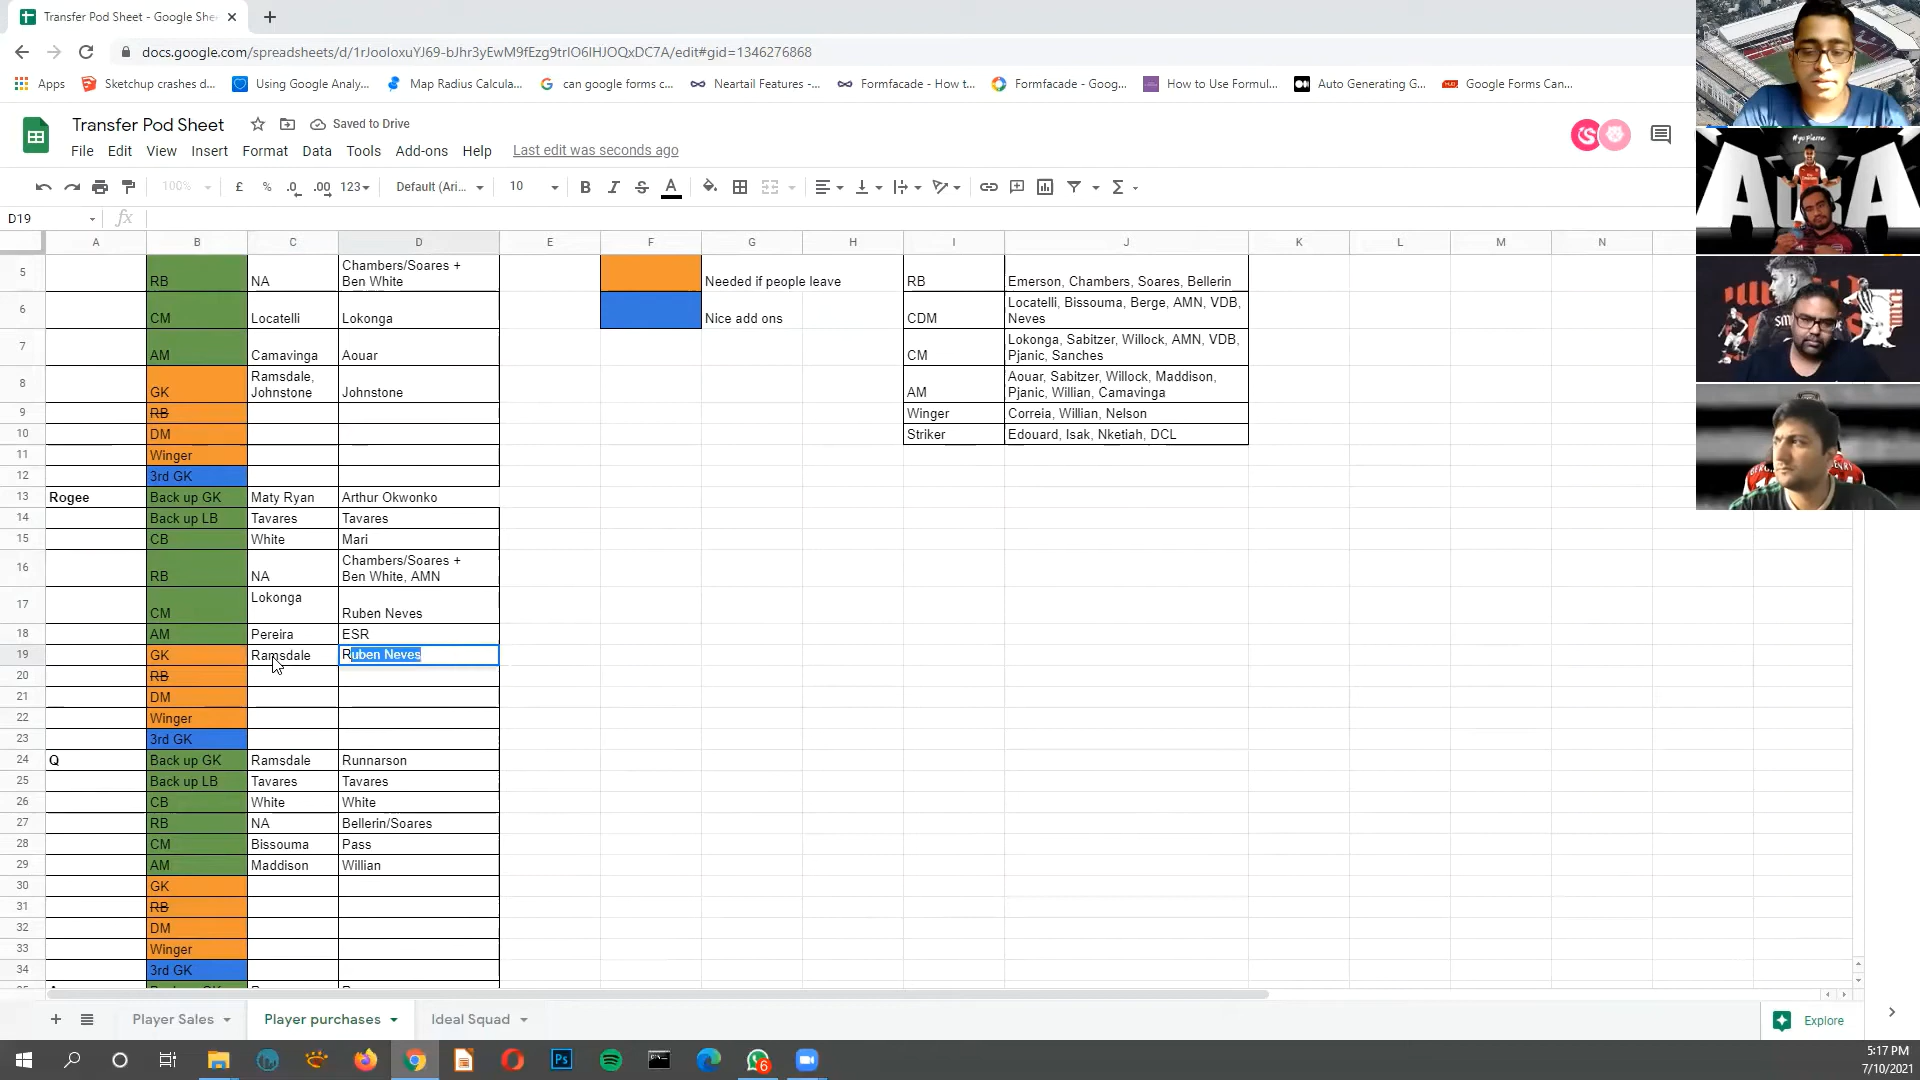 Transfer Pod Sheet - Google She
docs.google.com/spreadsheets/d/1rJooIoxuYJ69-bJhr3yEwM9fEzg9trIO6IHJOQxDC7A/edit#gid=1346276868
Apps Sketchup crashes d... Using Google Analy... Map Radius Calcula... can google forms c... Neartail Features -... Formfacade - How t... Formfacade - Goog... How to Use Formul... Auto Generating G... Google Forms Can...
Transfer Pod Sheet Saved to Drive
File Edit View Insert Format Data Tools Add-ons Help Last edit was seconds ago
100% £ % .0 .00 123 Default (Ari... 10 B I S A
D19 fx
A B C D E F G H I J K L M N
5 RB NA Chambers/Soares +
Ben White Needed if people leave RB Emerson, Chambers, Soares, Bellerin
6 CM Locatelli Lokonga Nice add ons CDM Locatelli, Bissouma, Berge, AMN, VDB,
Neves
7 AM Camavinga Aouar CM Lokonga, Sabitzer, Willock, AMN, VDB,
Pjanic, Sanches
8 GK Ramsdale,
Johnstone Johnstone AM Aouar, Sabitzer, Willock, Maddison,
Pjanic, Willian, Camavinga
9 RB Winger Correia, Willian, Nelson
10 DM Striker Edouard, Isak, Nketiah, DCL
11 Winger
12 3rd GK
13 Rogee Back up GK Maty Ryan Arthur Okwonko
14 Back up LB Tavares Tavares
15 CB White Mari
16 RB NA Chambers/Soares +
Ben White, AMN
17 CM Lokonga Ruben Neves
18 AM Pereira ESR
19 GK Ramsdale Ruben Neves
20 RB
21 DM
22 Winger
23 3rd GK
24 Q Back up GK Ramsdale Runnarson
25 Back up LB Tavares Tavares
26 CB White White
27 RB NA Bellerin/Soares
28 CM Bissouma Pass
29 AM Maddison Willian
30 GK
31 RB
32 DM
33 Winger
34 3rd GK
Player Sales Player purchases Ideal Squad Explore
Ps 6 5:17 PM
7/10/2021